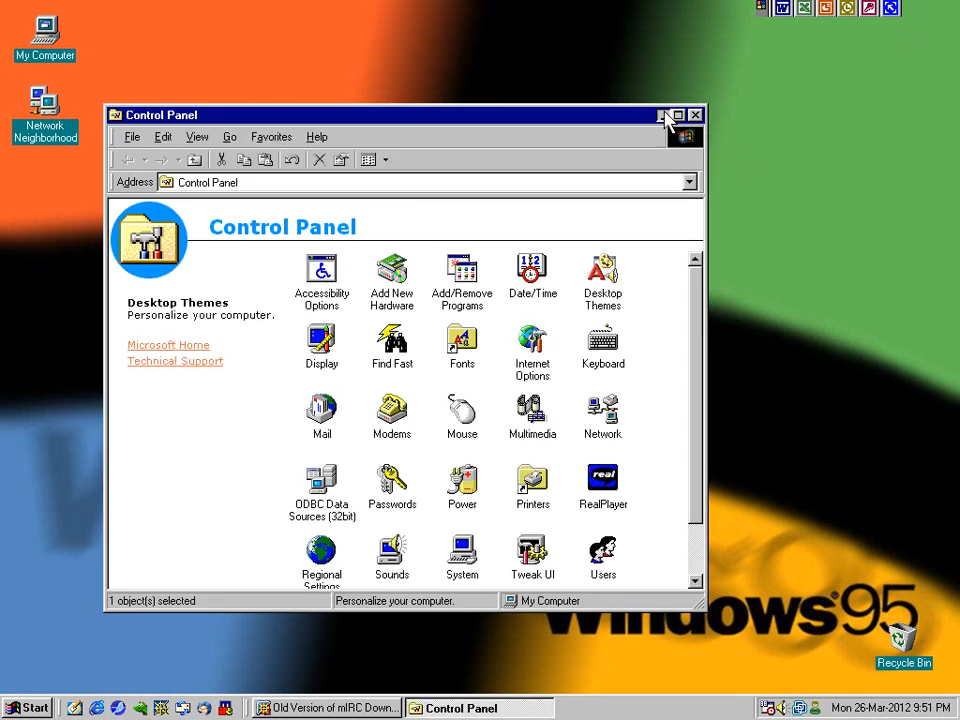 My Computer
Network
Neighborhood
Control Panel
File Edit View Go Favorites Help
Address Control Panel
Control Panel
Desktop Themes
Personalize your computer.
Microsoft Home
Technical Support
Accessibility
Options
Add New
Hardware
Add/Remove
Programs
Date/Time
Desktop
Themes
Display
Find Fast
Fonts
Internet
Options
Keyboard
Mail
Modems
Mouse
Multimedia
Network
ODBC Data
Sources (32bit)
Passwords
Power
Printers
real
RealPlayer
Regional
Settings
Sounds
System
Tweak UI
Users
1 object(s) selected
Personalize your computer.
My Computer
Windows 95
Recycle Bin
Start
Old Version of mIRC Down...
Control Panel
Mon 26-Mar-2012 9:51 PM